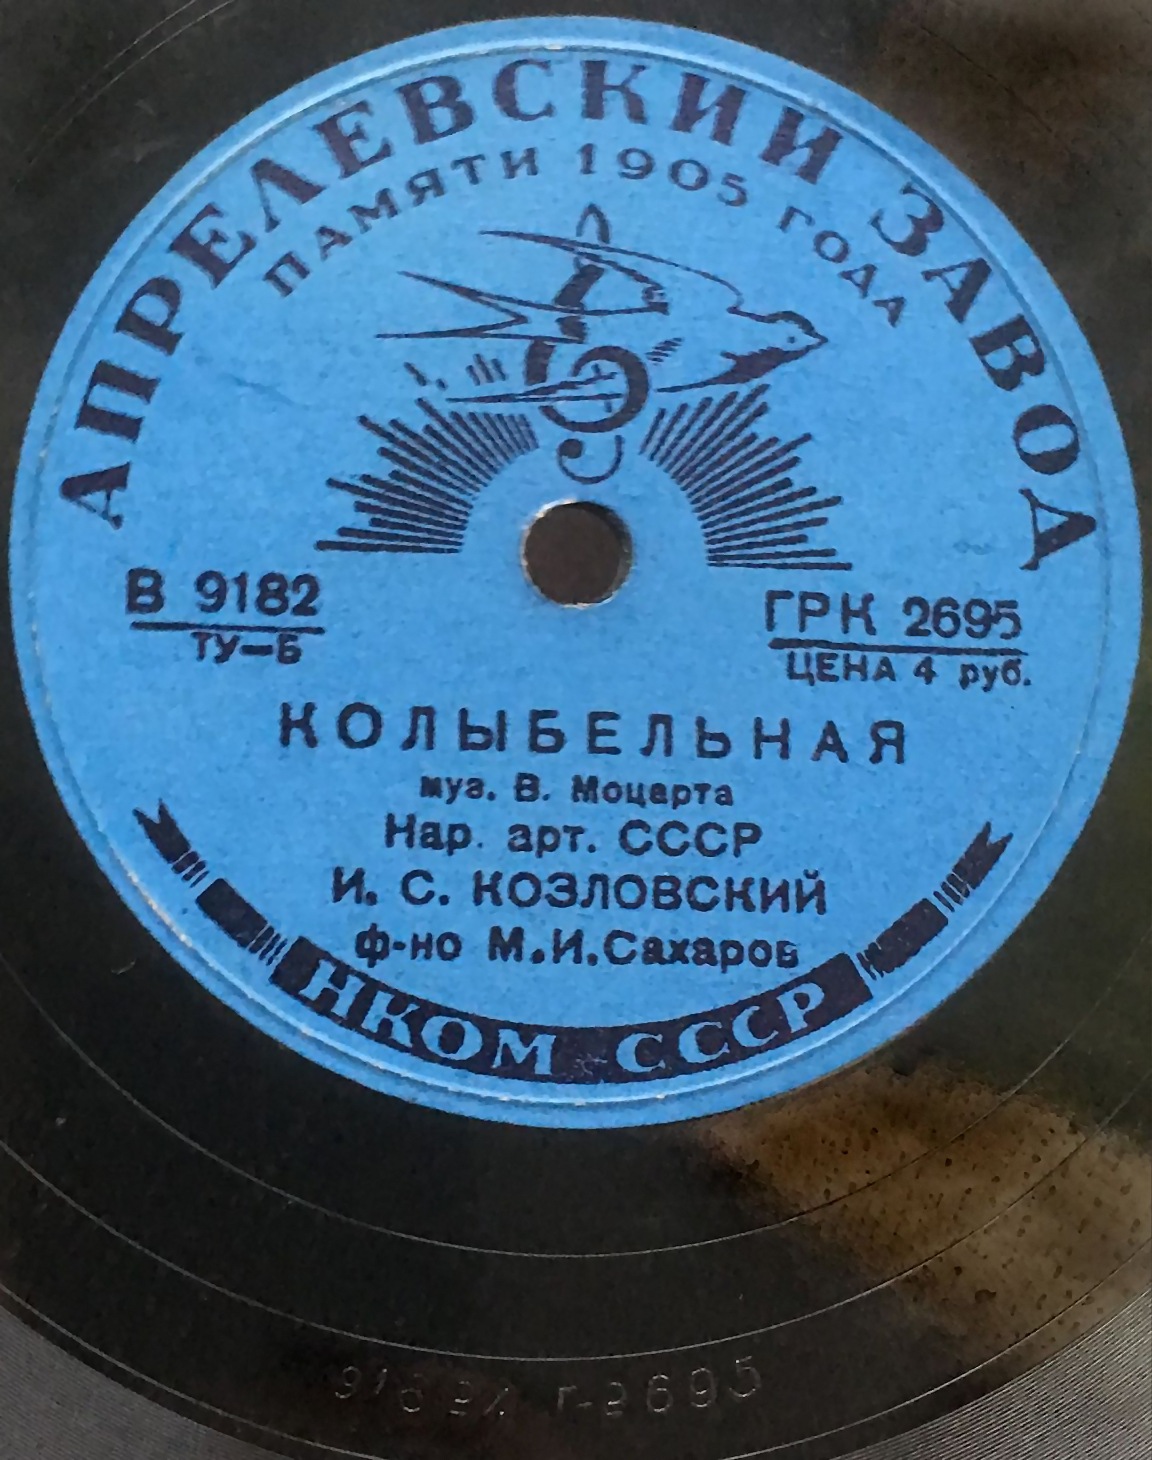 АПРЕЛЕВСКИЙ ЗАВОД
ПАМЯТИ 1905 ГОДА
В 9182
ТУ—Б
ГРК 2695
ЦЕНА 4 руб.
КОЛЫБЕЛЬНАЯ
муз. В. Моцарта
Нар. арт. СССР
И. С. КОЗЛОВСКИЙ
ф-но М.И.Сахаров
НКОМ СССР